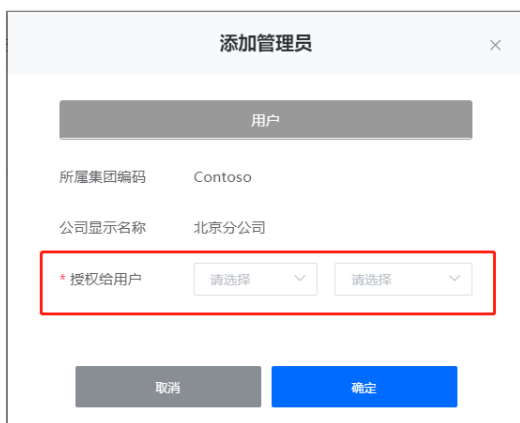 添加管理员
用户
所属集团编码 Contoso
公司显示名称 北京分公司
* 授权给用户 请选择 请选择
取消 确定